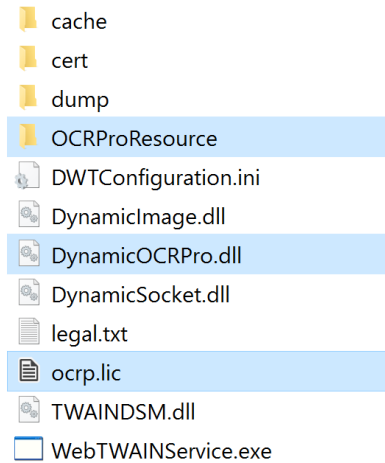 cache
cert
dump
OCRProResource
DWTConfiguration.ini
DynamicImage.dll
DynamicOCRPro.dll
DynamicSocket.dll
legal.txt
ocrp.lic
TWAINDSM.dll
WebTWAINService.exe